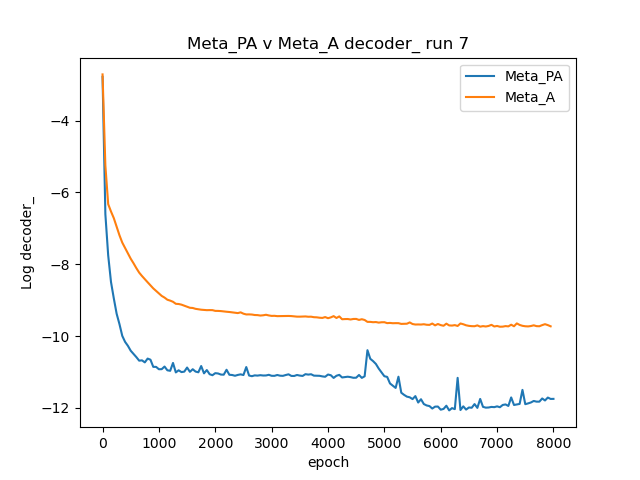 Meta_PA v Meta_A decoder_ run 7
Meta_PA
Meta_A
Log decoder_
−4
−6
−8
−10
−12
0 1000 2000 3000 4000 5000 6000 7000 8000
epoch